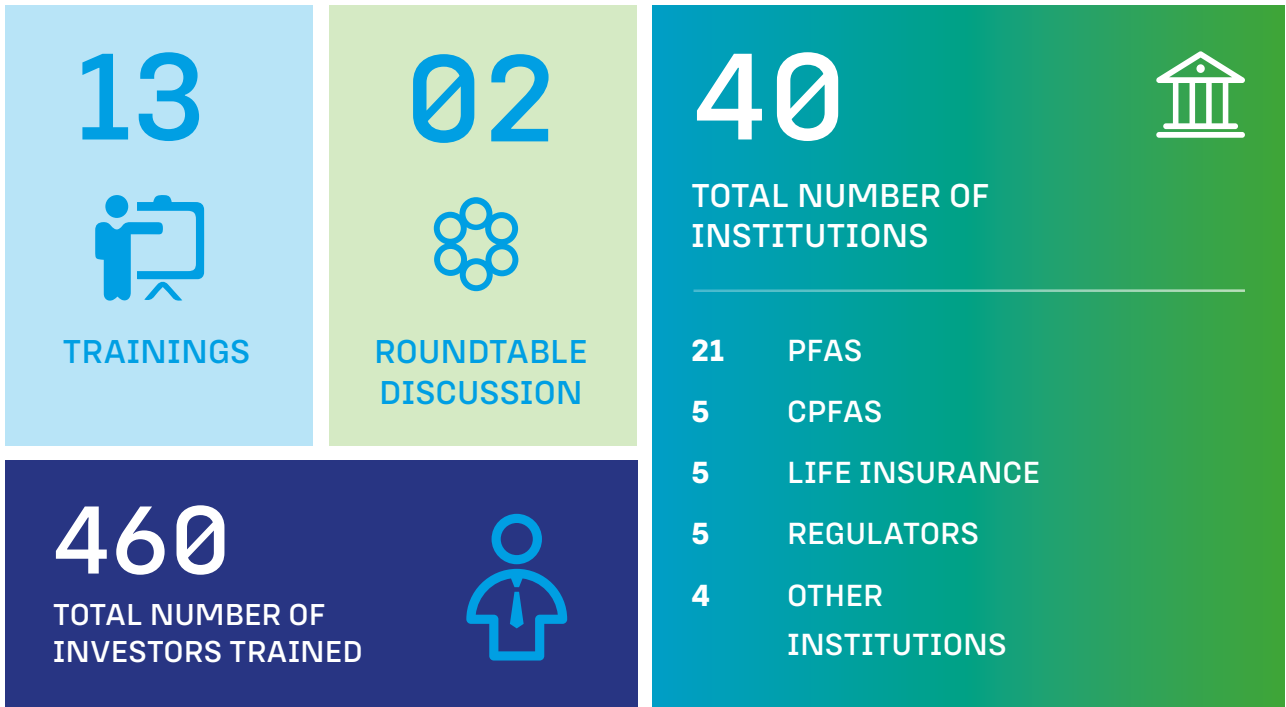 13
TRAININGS
02
ROUNDTABLE
DISCUSSION
460
TOTAL NUMBER OF
INVESTORS TRAINED
40
TOTAL NUMBER OF
INSTITUTIONS
21 PFAS
5 CPFAS
5 LIFE INSURANCE
5 REGULATORS
4 OTHER
INSTITUTIONS